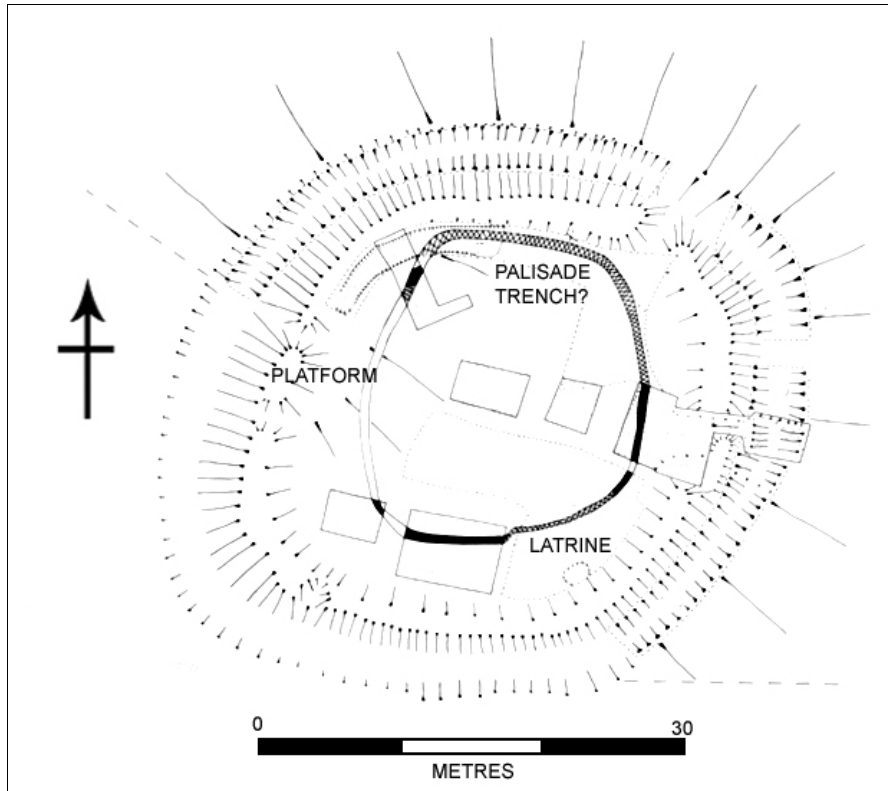 PALISADE
TRENCH?
PLATFORM
LATRINE
0 30
METRES